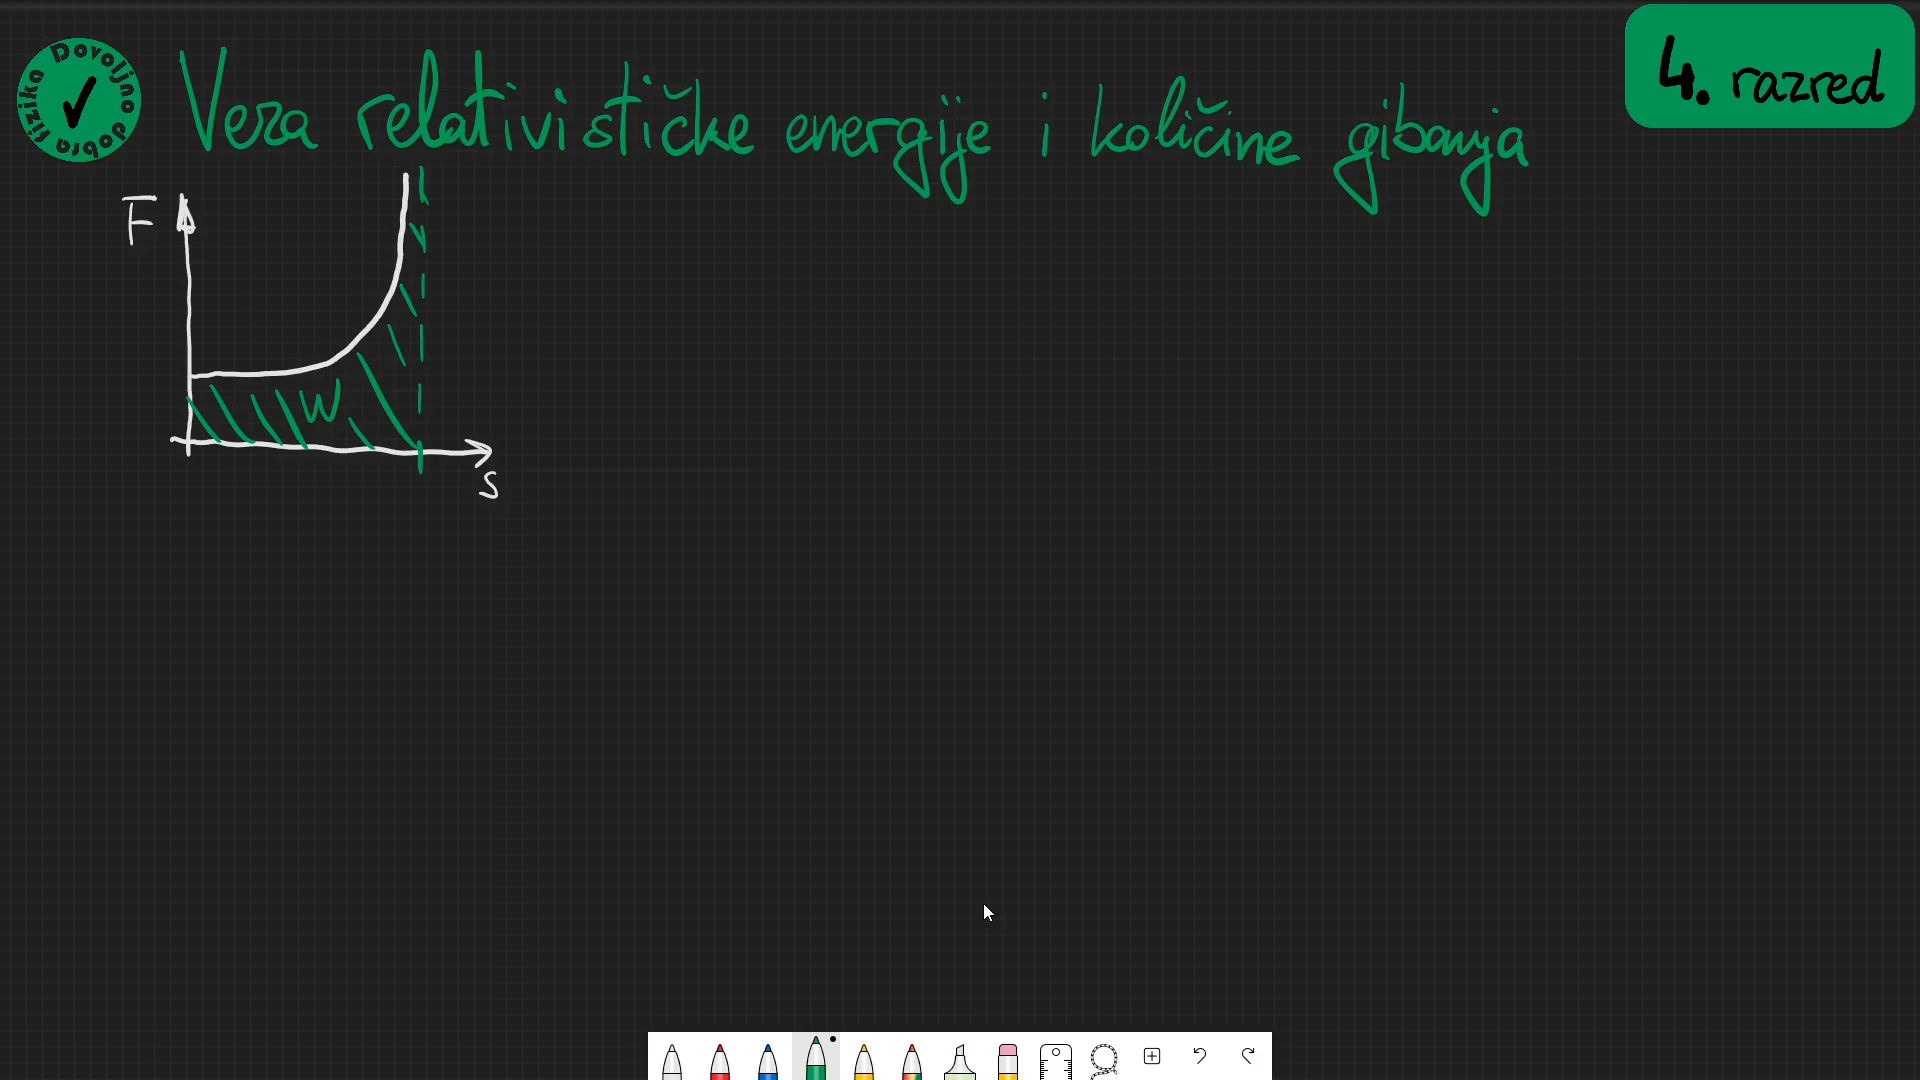 Dovoljno dobra fizika
Veza relativističke energije i količine gibanja
4. razred
F
W
s